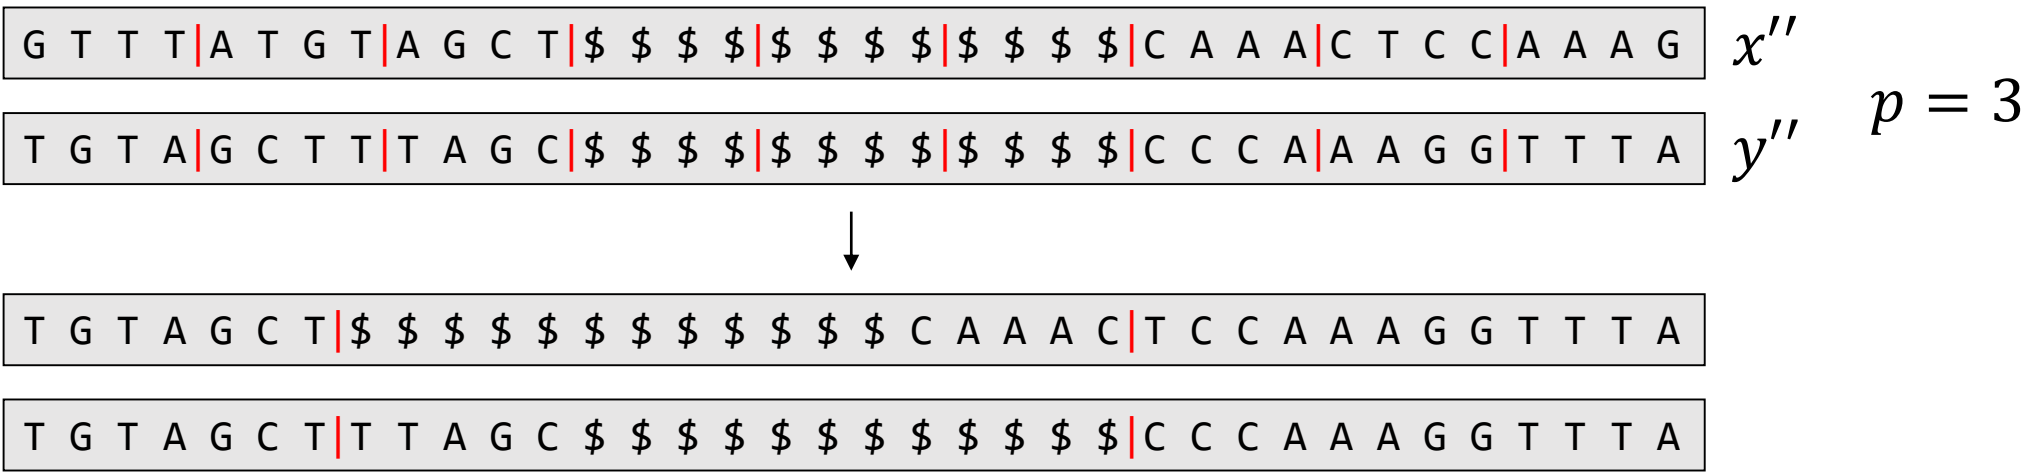 G T T T|A T G T|A G C T|$ $ $ $|$ $ $ $|$ $ $ $|C A A A|C T C C|A A A G x′′
p = 3
T G T A|G C T T|T A G C|$ $ $ $|$ $ $ $|$ $ $ $|C C C A|A A G G|T T T A y′′
T G T A G C T|$ $ $ $ $ $ $ $ $ $ $ $ C A A A C|T C C A A A G G T T T A
T G T A G C T|T T A G C $ $ $ $ $ $ $ $ $ $ $ $|C C C A A A G G T T T A